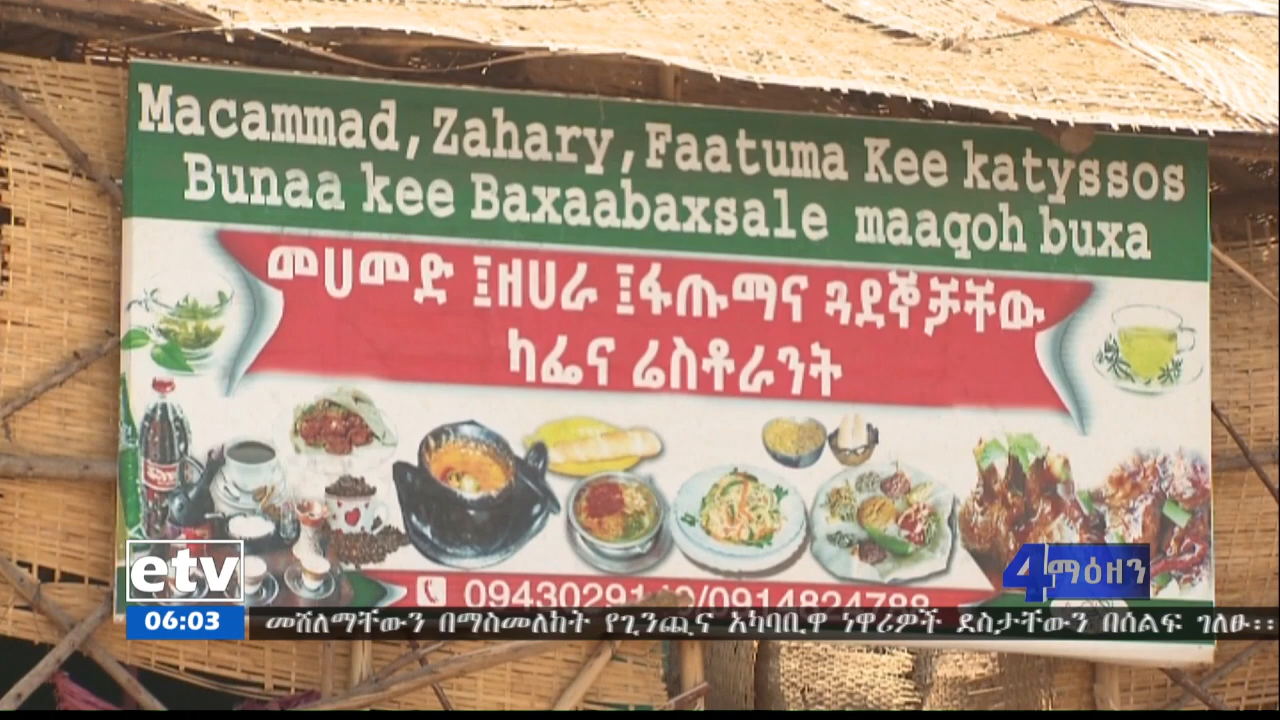 Macammad, Zahary, Faatuma Kee katyssos
Bunaa kee Baxaabaxsale maaqoh buxa
መሀመድ ፤ዘሀራ ፤ፋጡማና ጓደኞቻቸው
ካፌና ሬስቶራንት
etv
4ማዕዘን
06:03
መሸለማቸውን በማስመለከት የጊንጪና አካባቢዋ ነዋሪዎች ደስታቸውን በሰልፍ ገለፁ፡፡